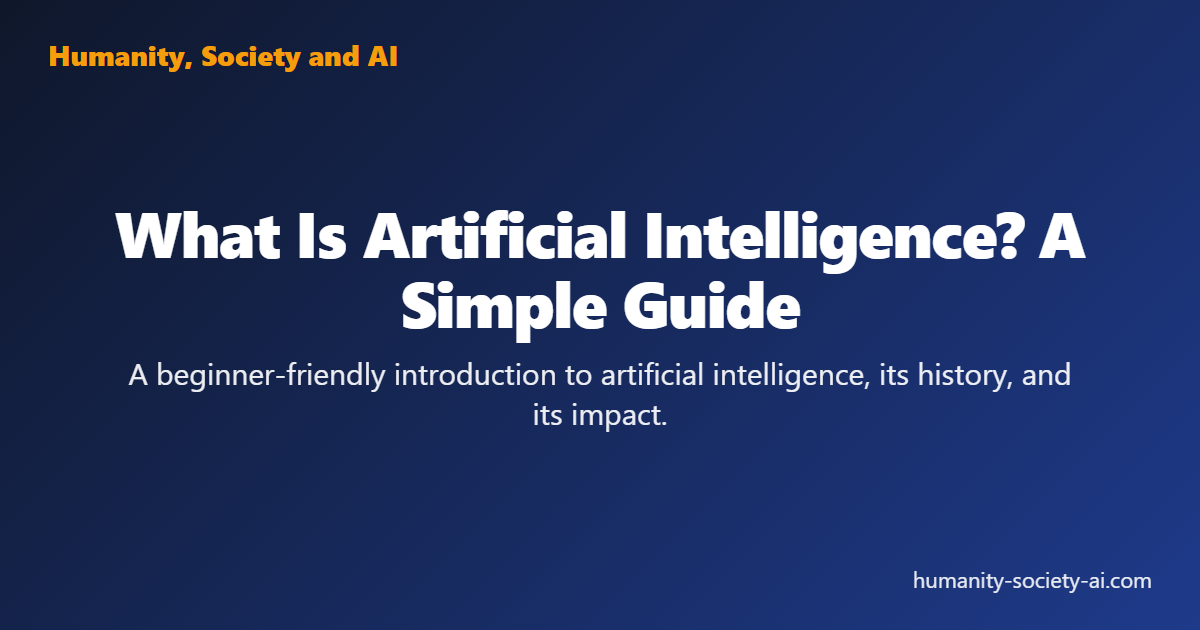 Humanity, Society and AI
What Is Artificial Intelligence? A
Simple Guide
A beginner-friendly introduction to artificial intelligence, its history, and
its impact.
humanity-society-ai.com